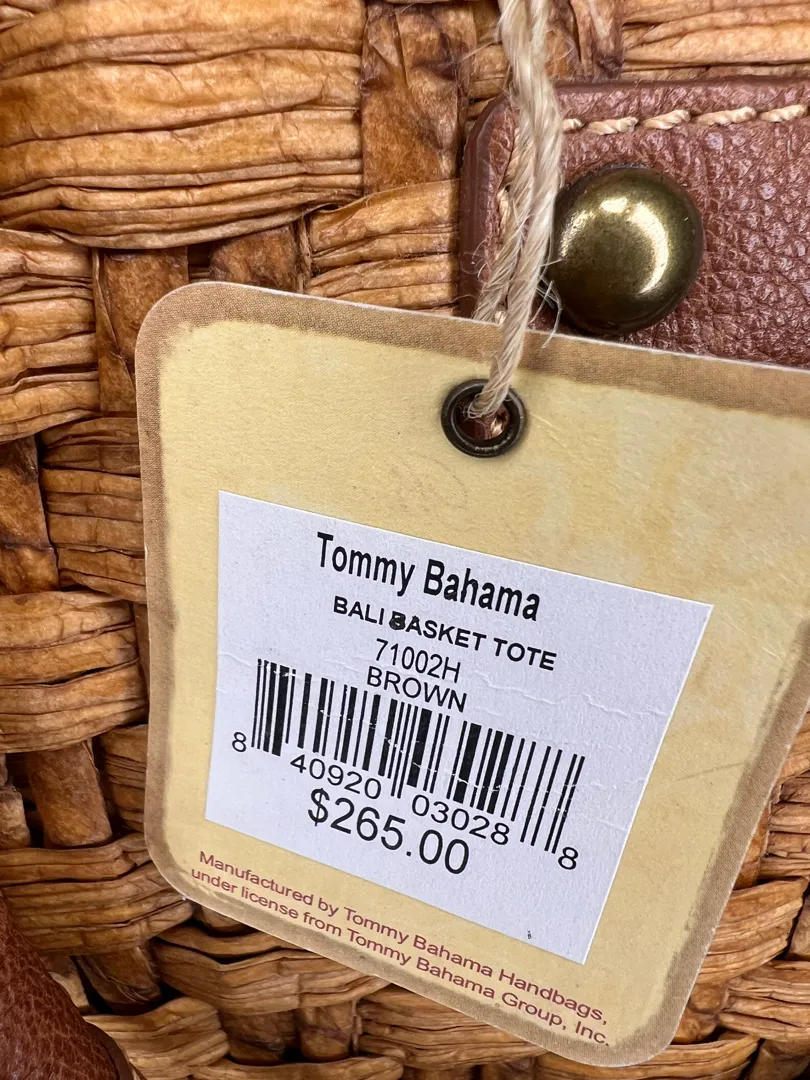 Tommy Bahama
BALI BASKET TOTE
71002H
BROWN
8 40920 03028 8
$265.00
Manufactured by Tommy Bahama Handbags,
under license from Tommy Bahama Group, Inc.